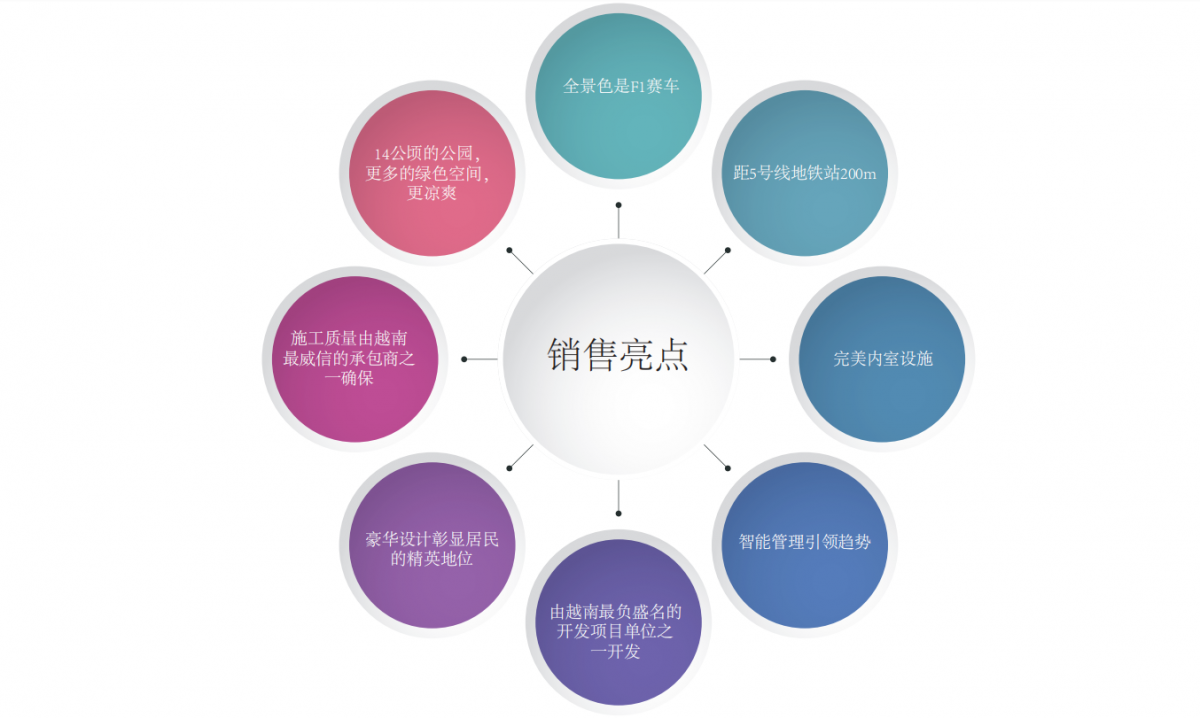 销售亮点
全景色是F1赛车
距5号线地铁站200m
完美内室设施
智能管理引领趋势
由越南最负盛名的
开发项目单位之
一开发
豪华设计彰显居民
的精英地位
施工质量由越南
最威信的承包商之
一确保
14公顷的公园，
更多的绿色空间，
更凉爽